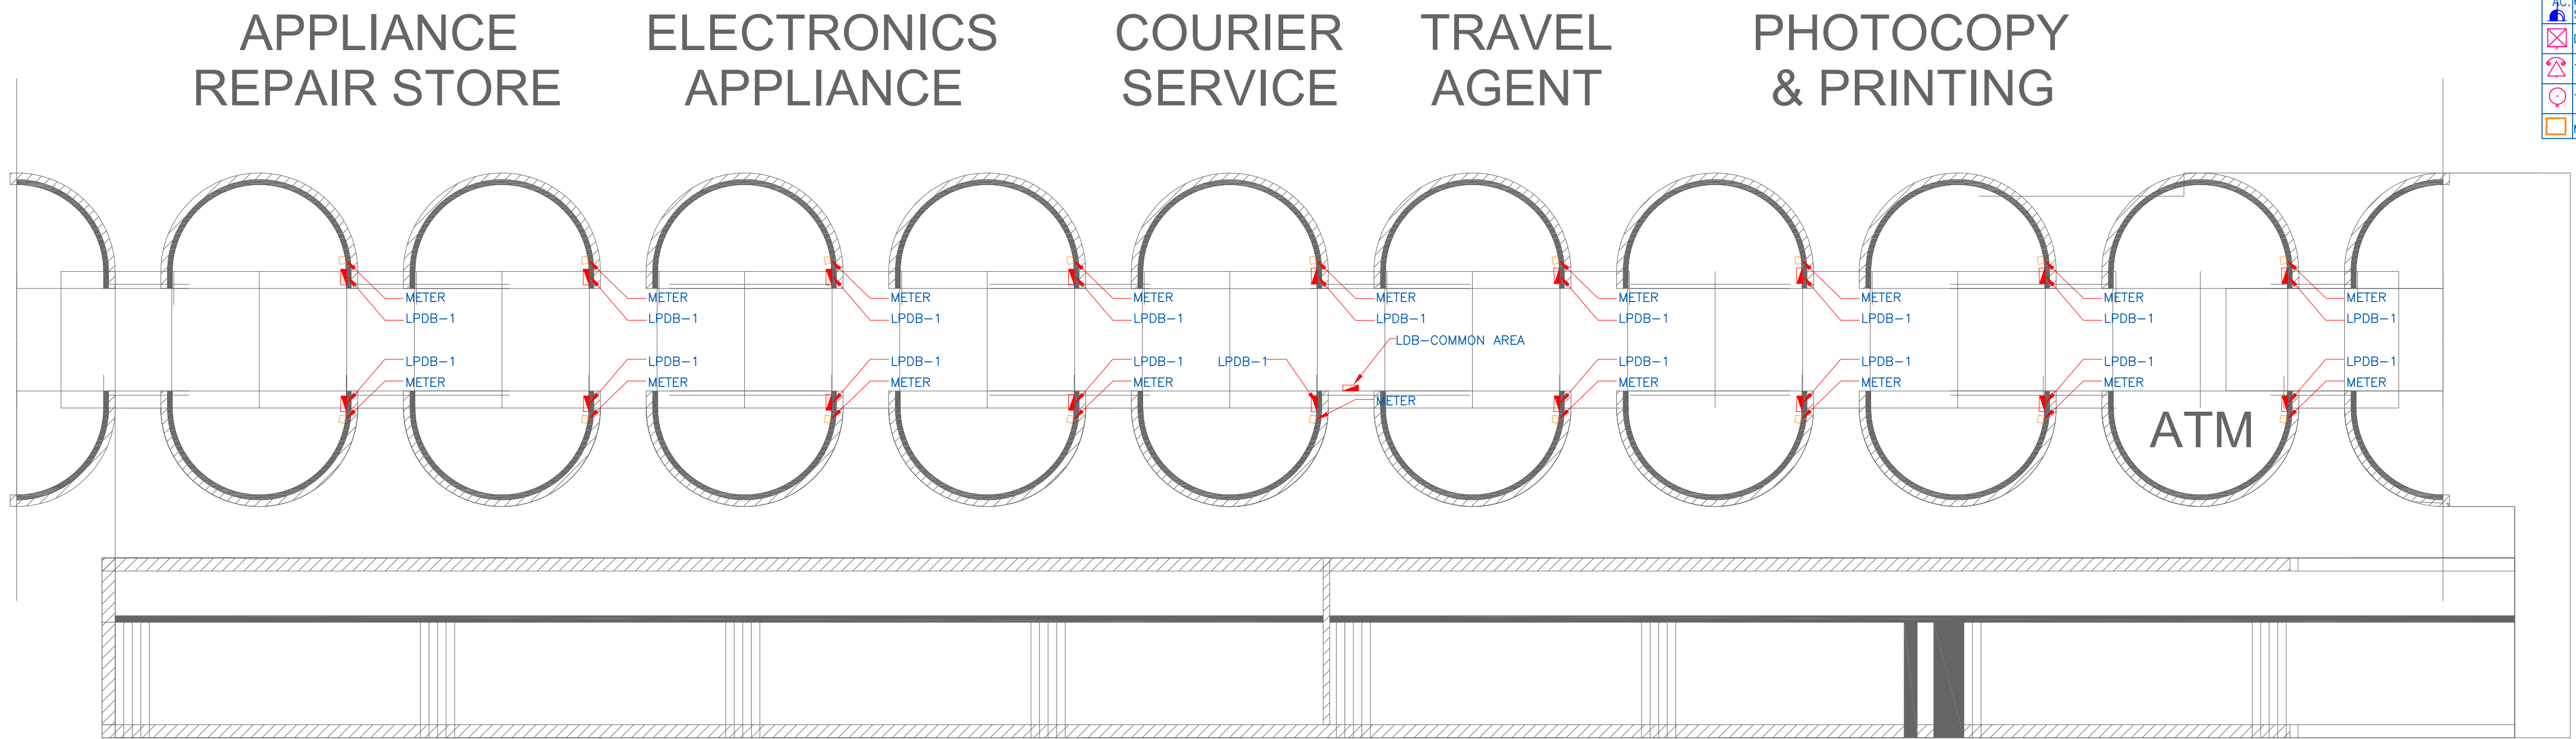 APPLIANCE ELECTRONICS COURIER TRAVEL PHOTOCOPY
REPAIR STORE APPLIANCE SERVICE AGENT & PRINTING
METER METER METER METER METER METER METER METER METER
LPDB-1 LPDB-1 LPDB-1 LPDB-1 LPDB-1 LPDB-1 LPDB-1 LPDB-1 LPDB-1
LDB-COMMON AREA
LPDB-1 LPDB-1 LPDB-1 LPDB-1 LPDB-1 LPDB-1 LPDB-1 LPDB-1 LPDB-1
METER METER METER METER METER METER METER METER
METER
ATM